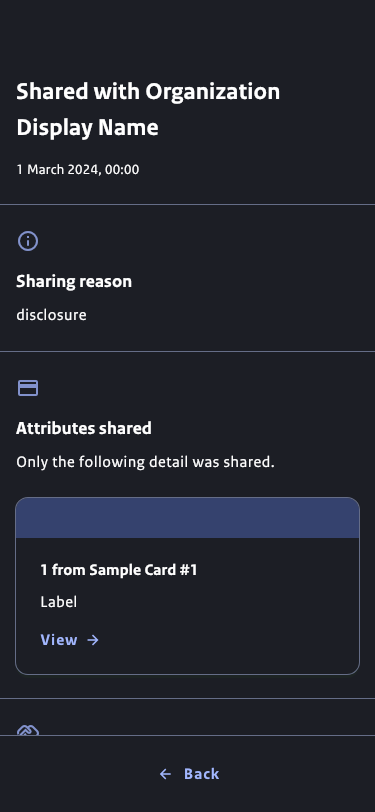 Shared with Organization
Display Name
1 March 2024, 00:00
Sharing reason
disclosure
Attributes shared
Only the following detail was shared.
1 from Sample Card #1
Label
View
Back